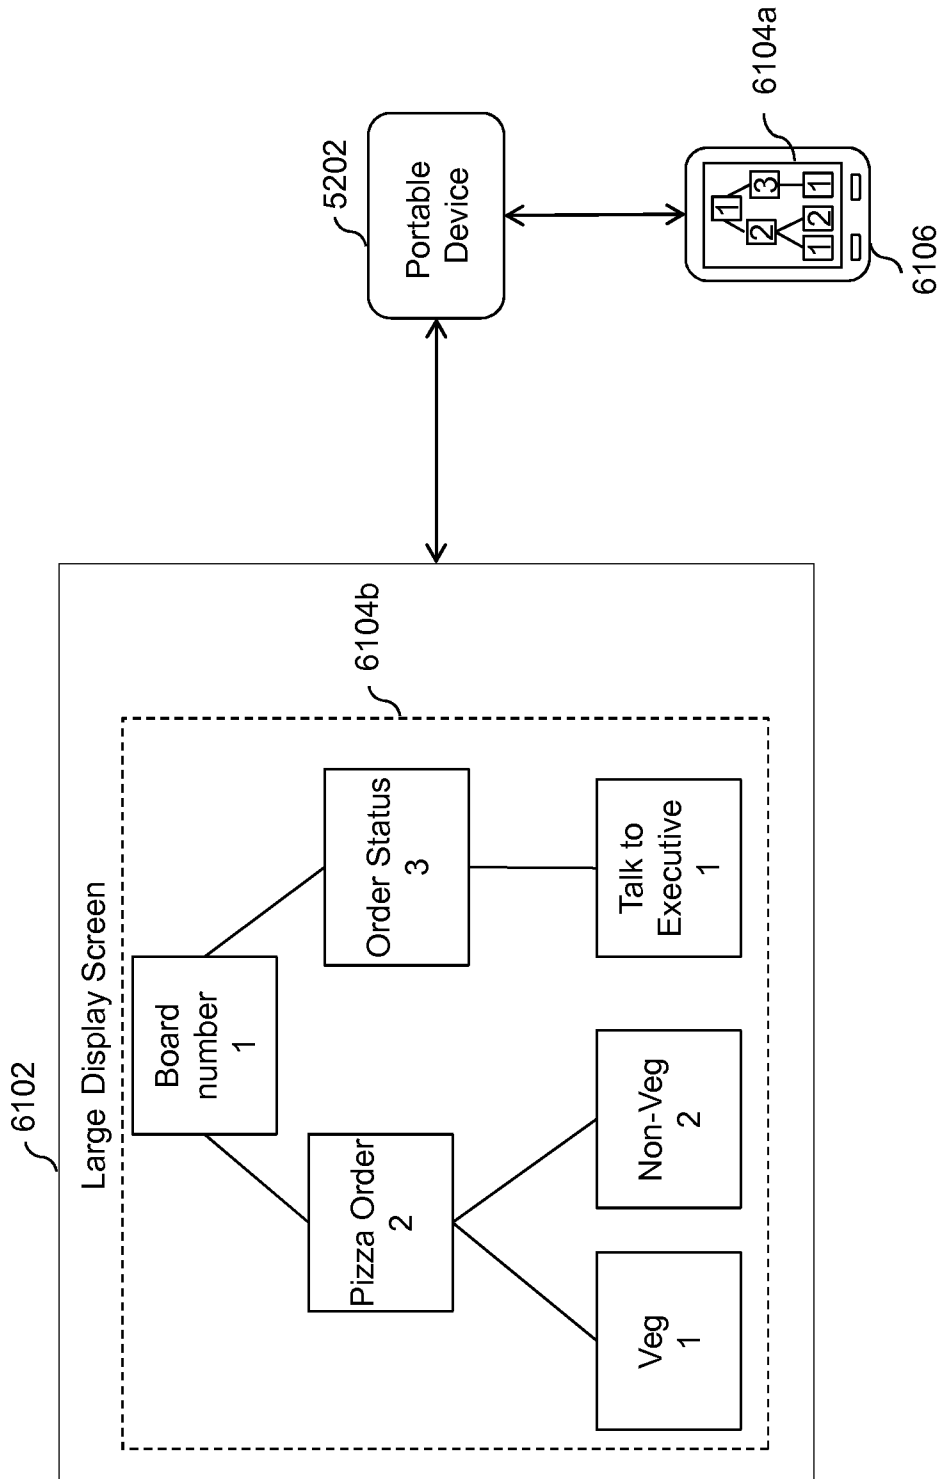 6102
Large Display Screen
6104b
Board
number
1
Pizza Order
2
Order Status
3
Veg
1
Non-Veg
2
Talk to
Executive
1
5202
Portable
Device
6104a
1
2
3
1
2
1
6106